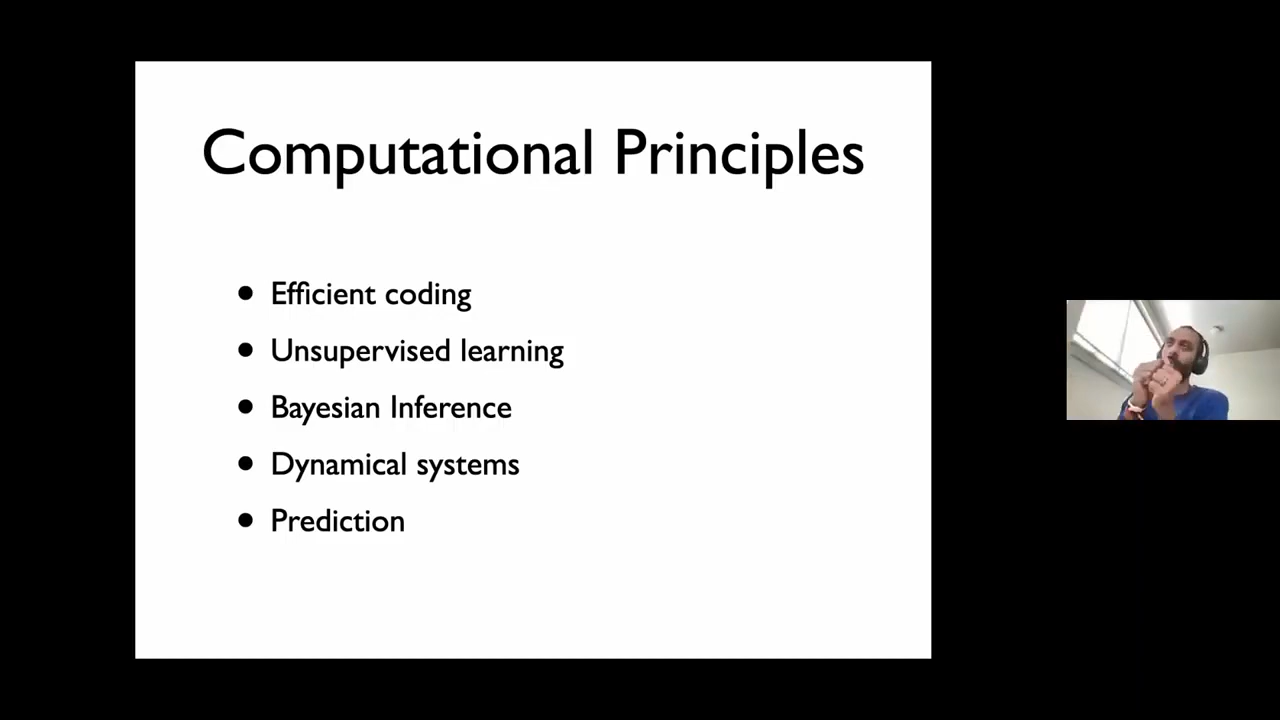 Computational Principles
• Efficient coding
• Unsupervised learning
• Bayesian Inference
• Dynamical systems
• Prediction